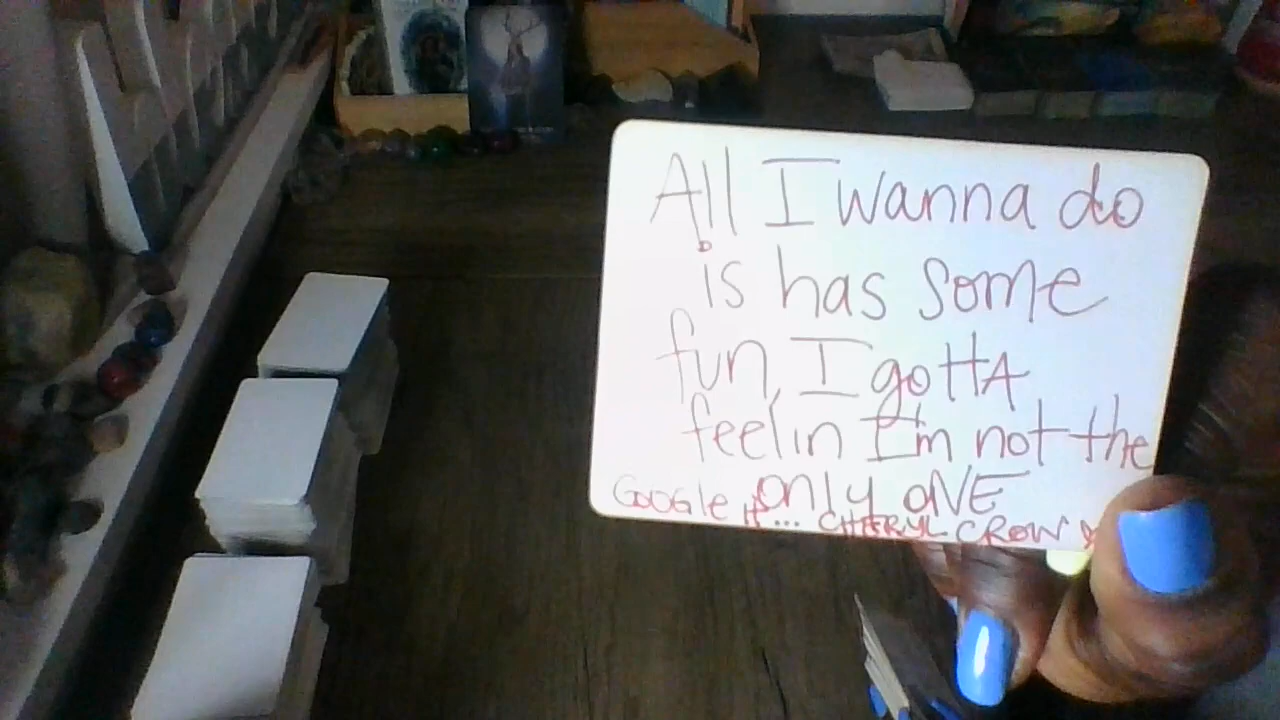 All I wanna do
is has some
fun, I gottA
feelin I'm not the
only oNE
GOOGLE it... CHERYL CROW